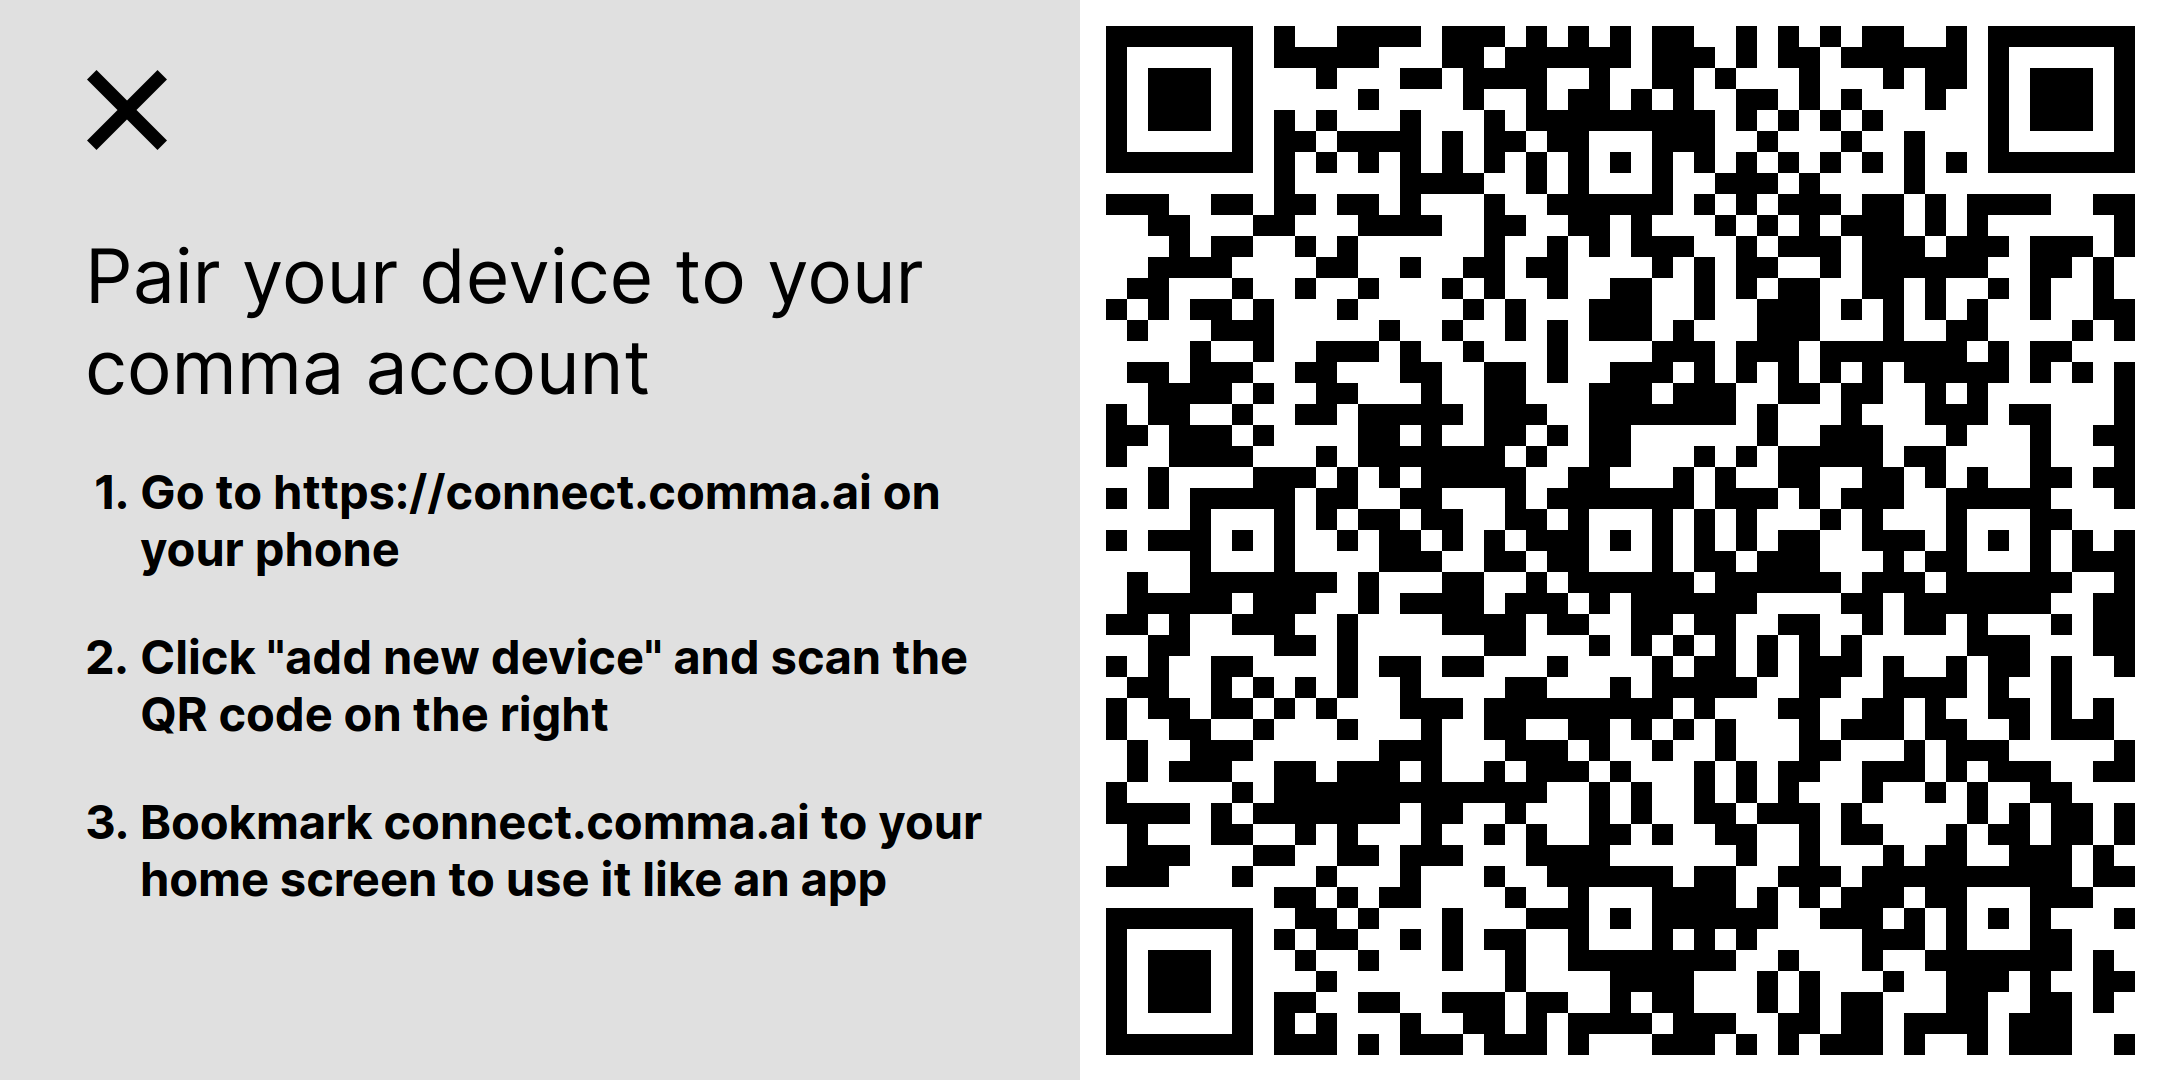 Pair your device to your
comma account
1. Go to https://connect.comma.ai on
your phone
2. Click "add new device" and scan the
QR code on the right
3. Bookmark connect.comma.ai to your
home screen to use it like an app